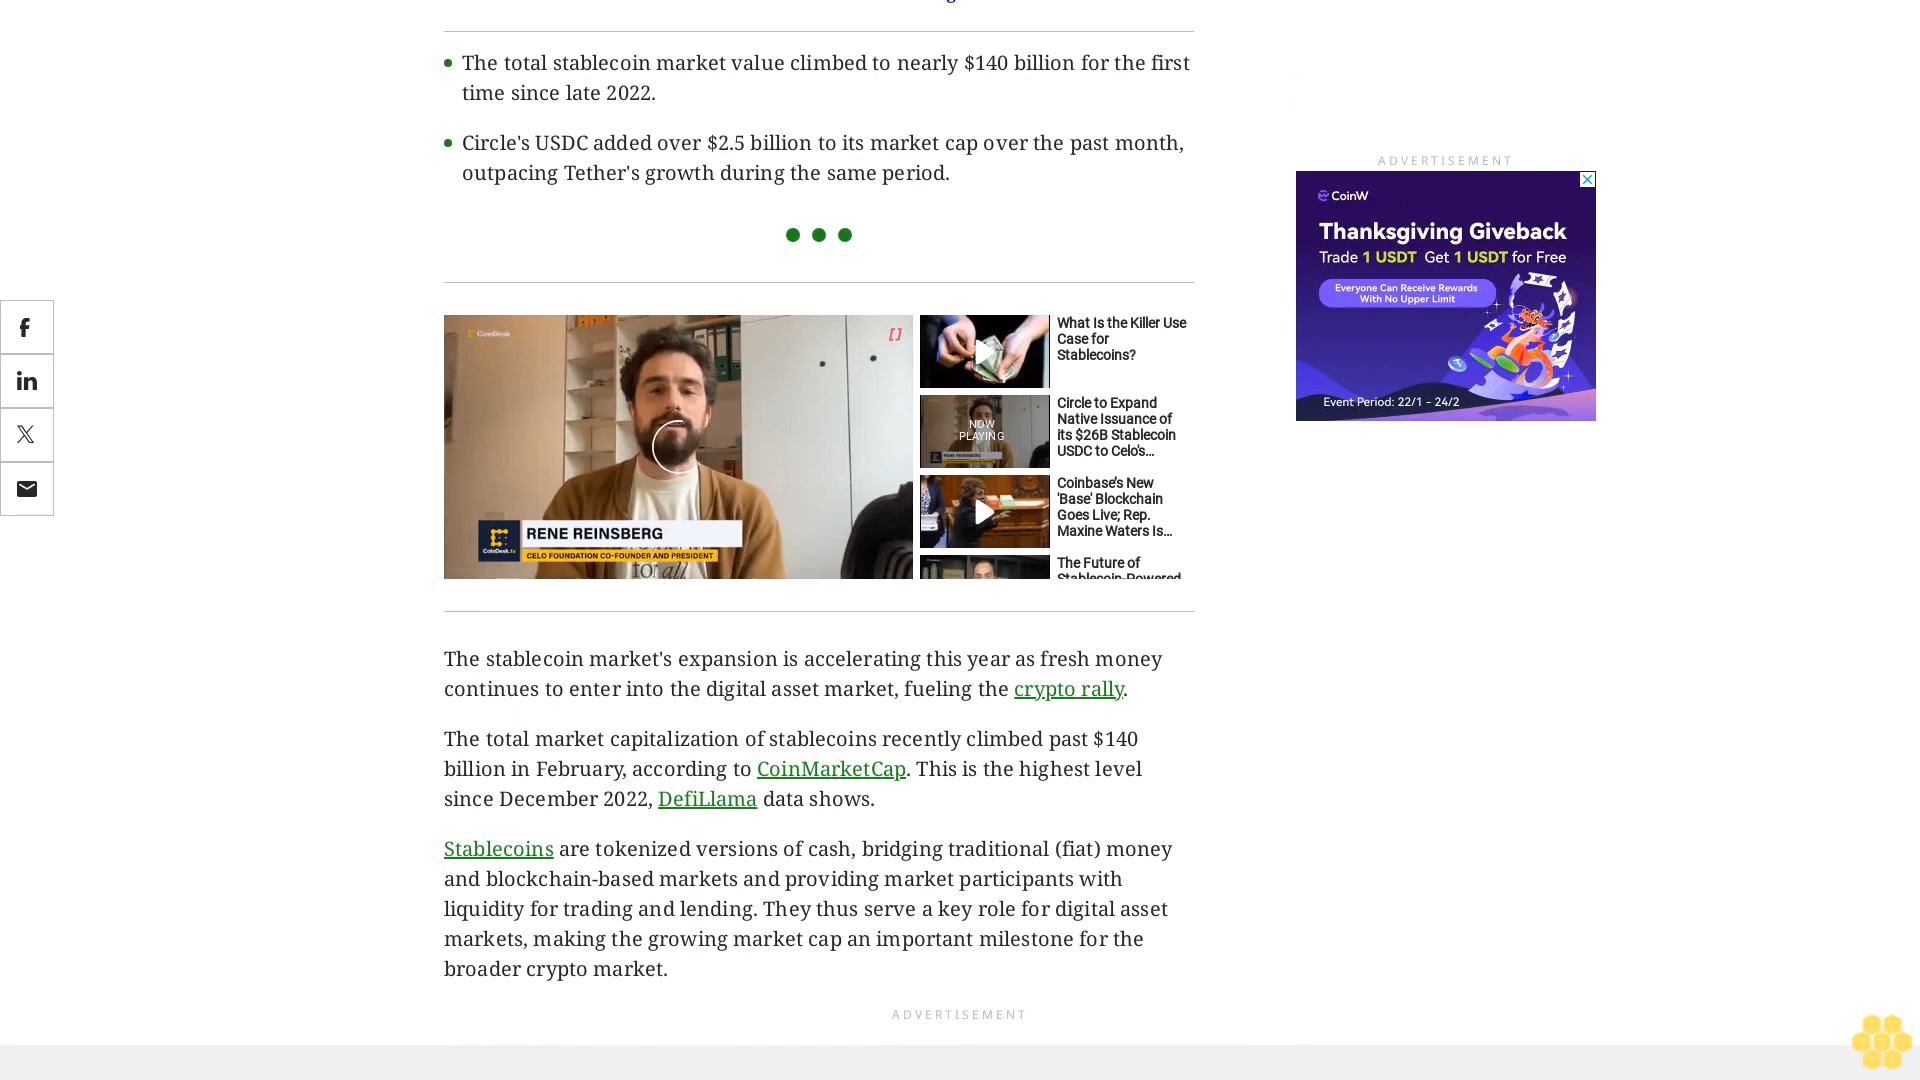 The total stablecoin market value climbed to nearly $140 billion for the first
time since late 2022.
Circle's USDC added over $2.5 billion to its market cap over the past month,
outpacing Tether's growth during the same period.
ADVERTISEMENT
CoinW
Thanksgiving Giveback
Trade 1 USDT Get 1 USDT for Free
Everyone Can Receive Rewards
With No Upper Limit
Event Period: 22/1 - 24/2
CoinDesk
RENE REINSBERG
CELO FOUNDATION CO-FOUNDER AND PRESIDENT
CoinDesk.tv
for all
What Is the Killer Use
Case for
Stablecoins?
NOW
PLAYING
RENE REINSBERG
Circle to Expand
Native Issuance of
its $26B Stablecoin
USDC to Celo's...
Coinbase's New
'Base' Blockchain
Goes Live; Rep.
Maxine Waters Is...
The Future of
Stablecoin-Powered
The stablecoin market's expansion is accelerating this year as fresh money
continues to enter into the digital asset market, fueling the crypto rally.
The total market capitalization of stablecoins recently climbed past $140
billion in February, according to CoinMarketCap. This is the highest level
since December 2022, DefiLlama data shows.
Stablecoins are tokenized versions of cash, bridging traditional (fiat) money
and blockchain-based markets and providing market participants with
liquidity for trading and lending. They thus serve a key role for digital asset
markets, making the growing market cap an important milestone for the
broader crypto market.
ADVERTISEMENT